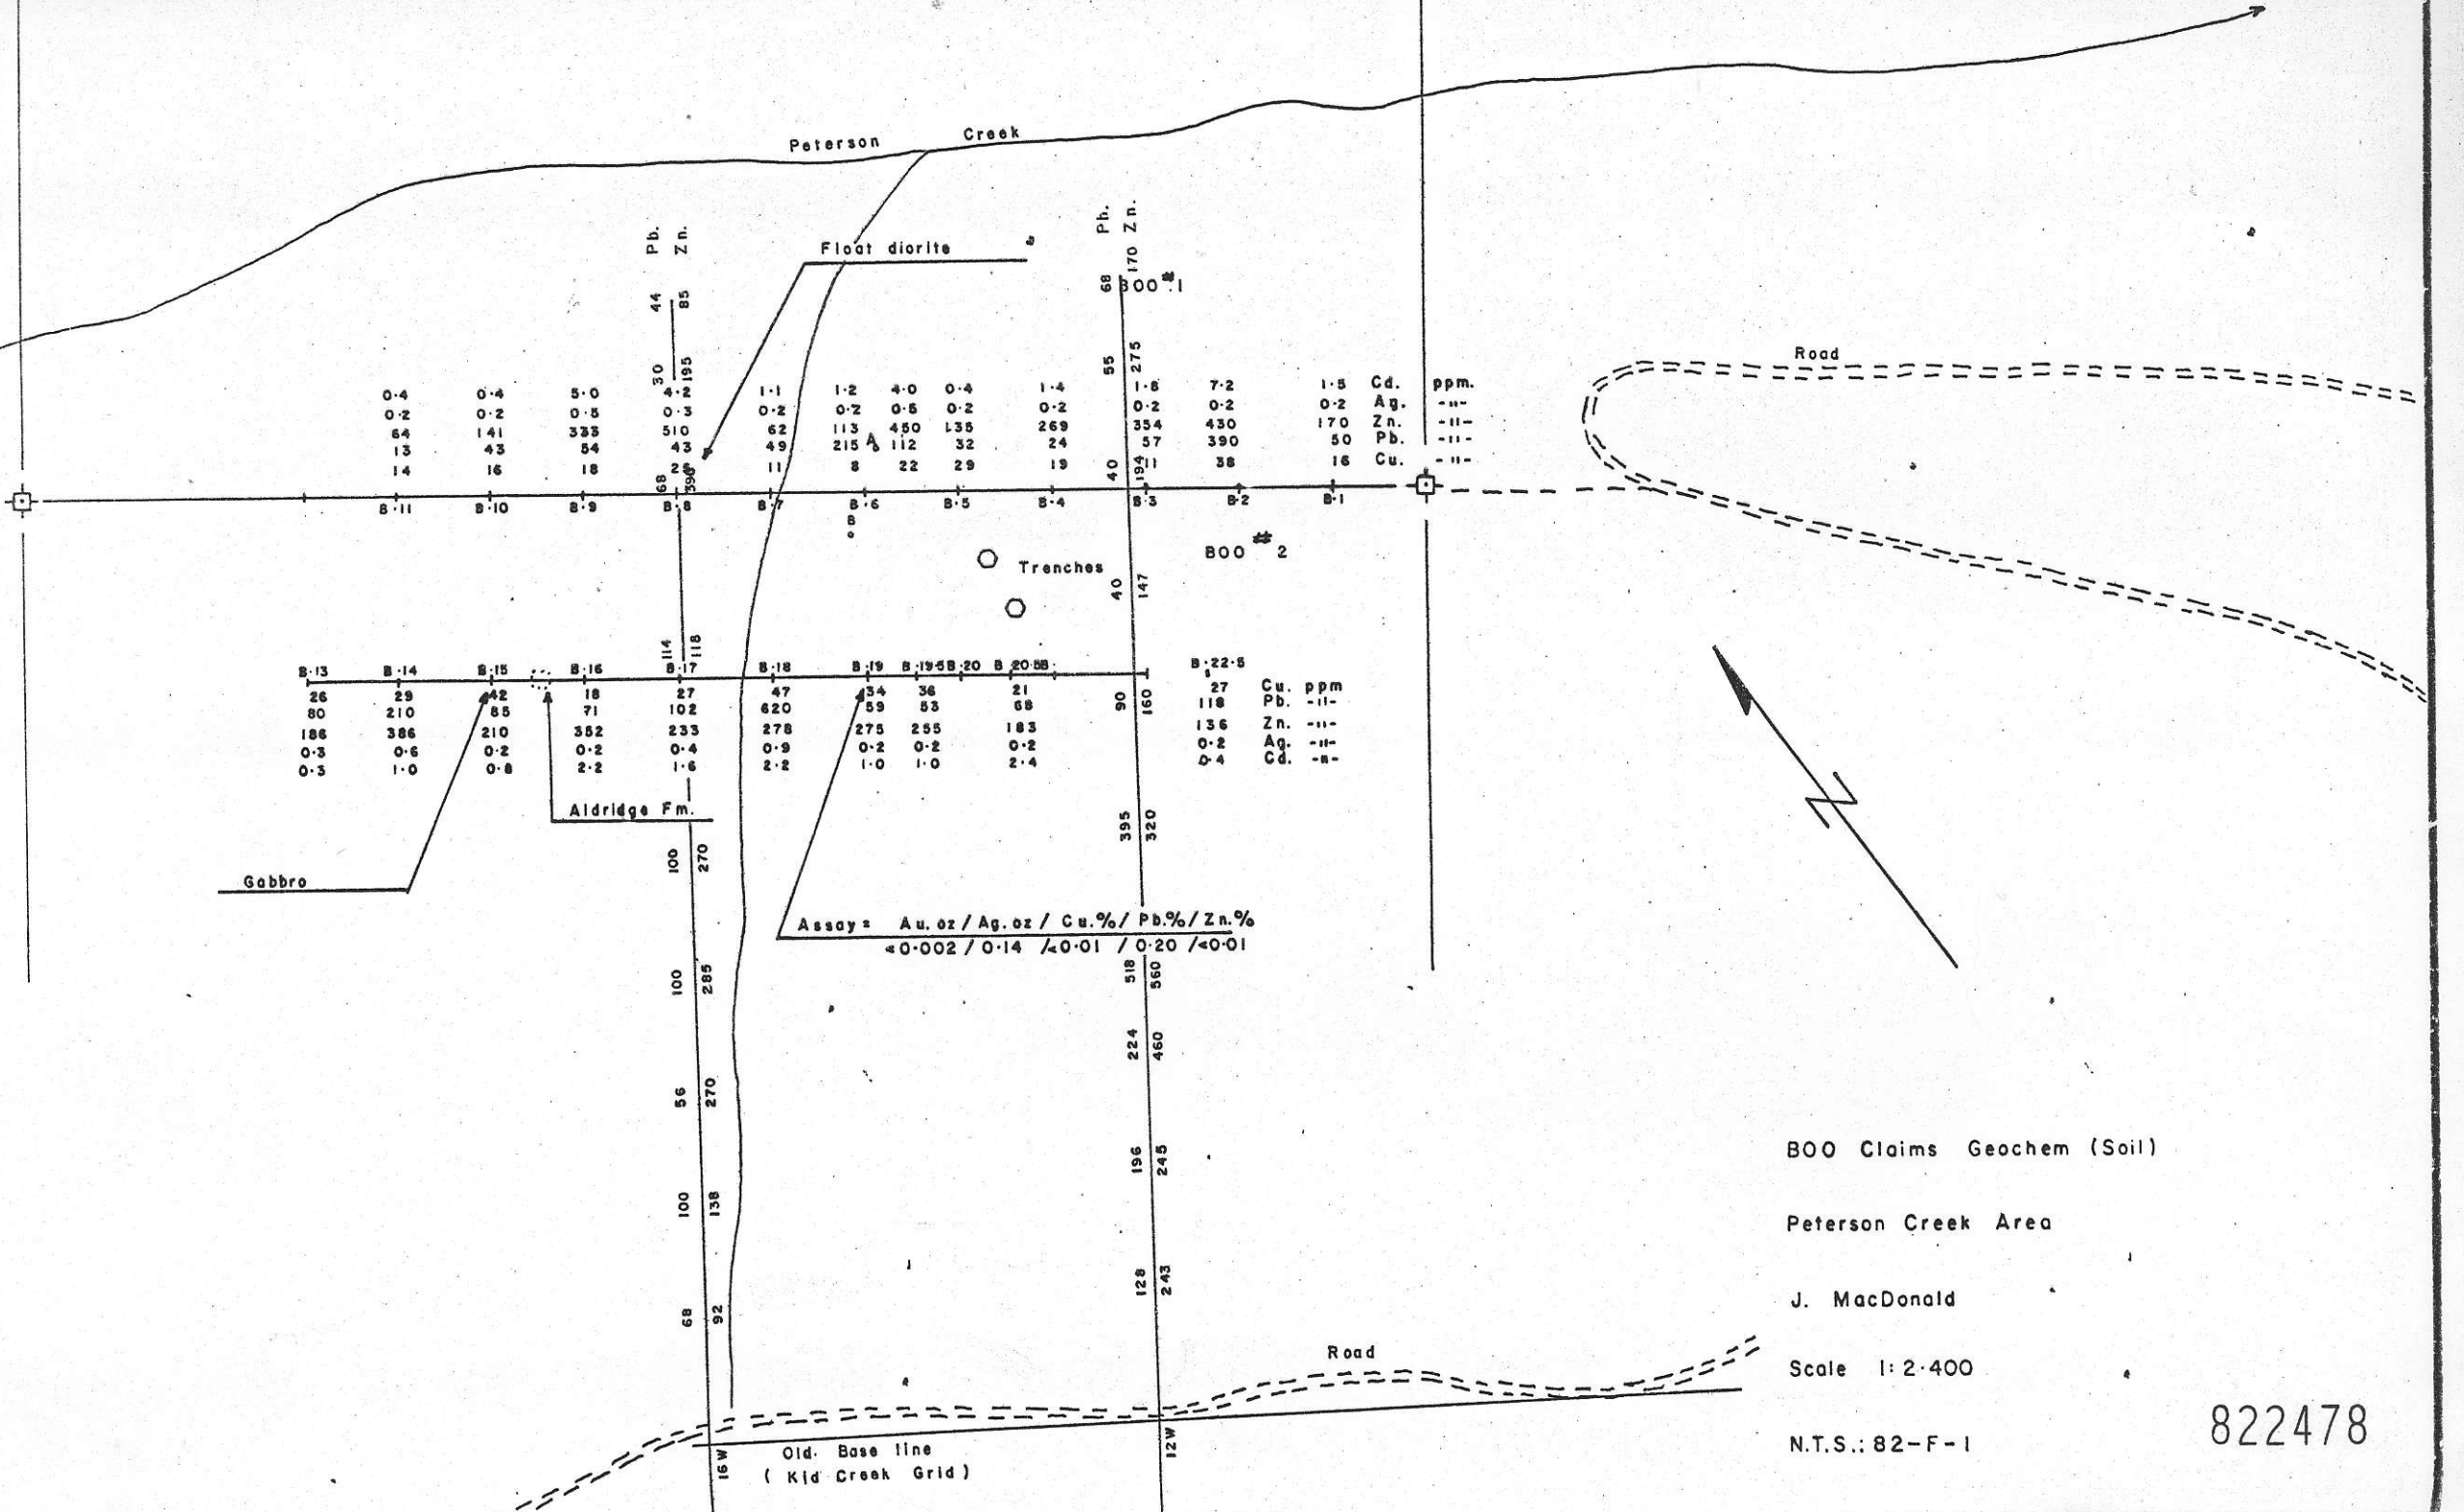 Peterson Creek
Float diorite
Pb. Zn.
44 85
30 195
68 390
114 118
100 270
100 285
56 270
100 138
68 92
16W
Pb. Zn.
68 170
55 275
40 194
40 147
90 160
395 320
518 560
224 460
196 245
128 243
12W
BOO #1
Road
0.4 0.4 5.0 4.2 1.1 1.2 4.0 0.4 1.4 1.8 7.2 1.5 Cd. ppm.
0.2 0.2 0.5 0.3 0.2 0.2 0.6 0.2 0.2 0.2 0.2 0.2 Ag. -"-
64 141 333 510 62 113 450 135 269 354 430 170 Zn. -"-
13 43 54 43 49 215 A 112 32 24 57 390 50 Pb. -"-
14 16 18 11 8 22 29 19 11 38 16 Cu. -"-
B.11 B.10 B.9 B.8 B.7 B.6 B.5 B.4 B.3 B.2 B.1
B
BOO #2
Trenches
B.13 B.14 B.15 B.16 B.17 B.18 B.19 B.19.5 B.20 B.20.5B B.22.5
26 29 42 18 27 47 34 36 21 27 Cu. ppm
80 210 85 71 102 620 59 53 68 118 Pb. -"-
186 386 210 352 233 278 275 255 183 136 Zn. -"-
0.3 0.6 0.2 0.2 0.4 0.9 0.2 0.2 0.2 0.2 Ag. -"-
0.3 1.0 0.8 2.2 1.6 2.2 1.0 1.0 2.4 0.4 Cd. -"-
Aldridge Fm.
Gabbro
Assay = Au. oz / Ag. oz / Cu.% / Pb.% / Zn.%
<0.002 / 0.14 / <0.01 / 0.20 / <0.01
Road
Old. Base line
( Kid Creek Grid )
BOO Claims Geochem (Soil)
Peterson Creek Area
J. MacDonald
Scale 1: 2.400
N.T.S.: 82-F-1
822478